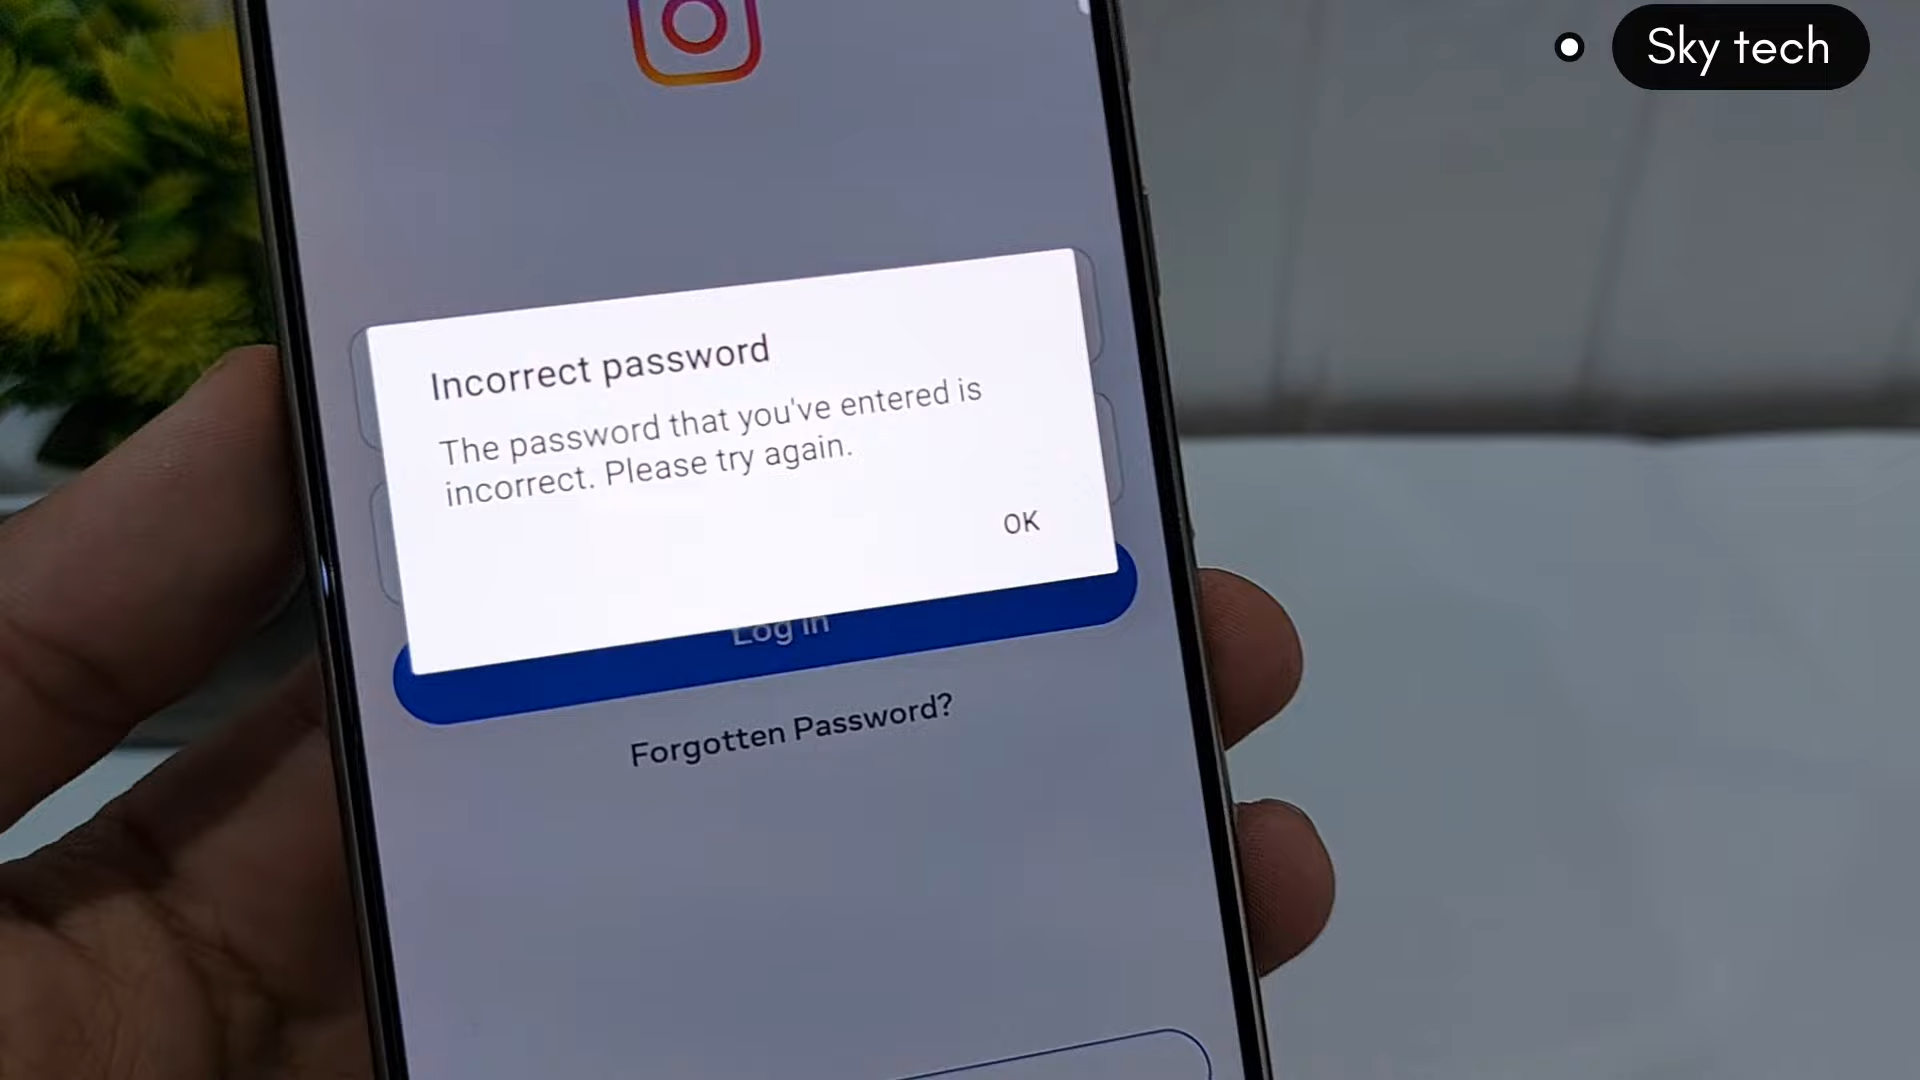 Sky tech
Incorrect password
The password that you've entered is
incorrect. Please try again.
OK
Log in
Forgotten Password?